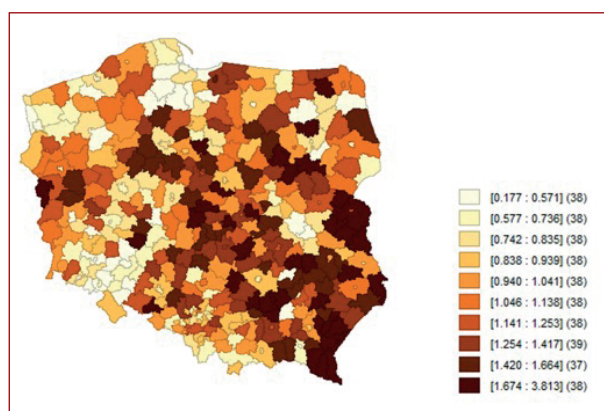 [0.177 : 0.571] (38)
[0.577 : 0.736] (38)
[0.742 : 0.835] (38)
[0.838 : 0.939] (38)
[0.940 : 1.041] (38)
[1.046 : 1.138] (38)
[1.141 : 1.253] (38)
[1.254 : 1.417] (39)
[1.420 : 1.664] (37)
[1.674 : 3.813] (38)